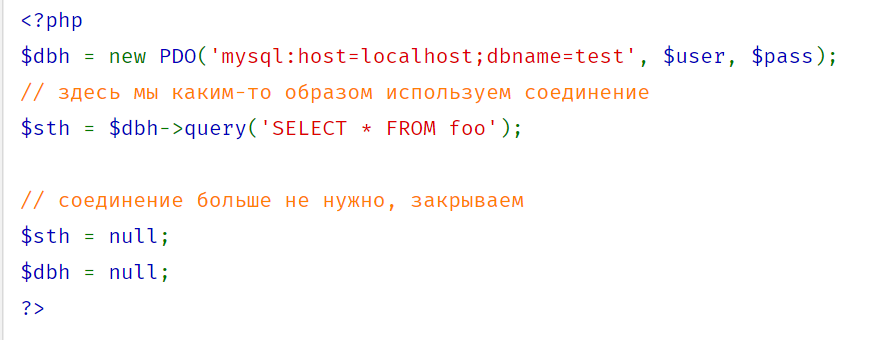 <?php
$dbh = new PDO('mysql:host=localhost;dbname=test', $user, $pass);
// здесь мы каким-то образом используем соединение
$sth = $dbh->query('SELECT * FROM foo');
// соединение больше не нужно, закрываем
$sth = null;
$dbh = null;
?>